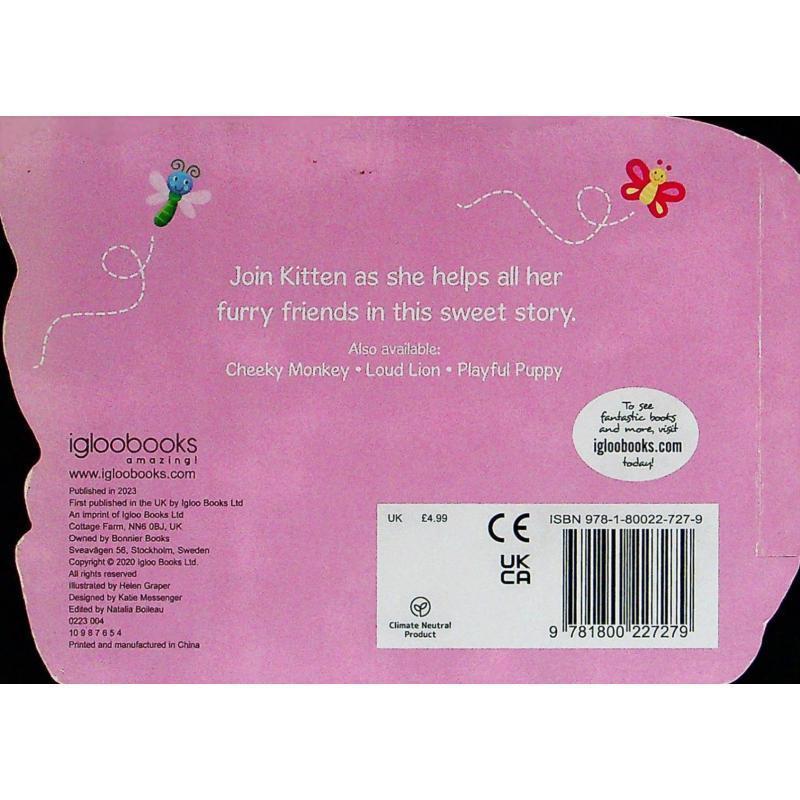 Join Kitten as she helps all her
furry friends in this sweet story.
Also available:
Cheeky Monkey • Loud Lion • Playful Puppy
To see
fantastic books
and more, visit
igloobooks.com
today!
igloobooks
amazing!
www.igloobooks.com
Published in 2023
First published in the UK by Igloo Books Ltd
An imprint of Igloo Books Ltd
Cottage Farm, NN6 0BJ, UK
Owned by Bonnier Books
Sveavägen 56, Stockholm, Sweden
Copyright © 2020 Igloo Books Ltd.
All rights reserved
Illustrated by Helen Graper
Designed by Katie Messenger
Edited by Natalia Boileau
0223 004
10 9 8 7 6 5 4
Printed and manufactured in China
UK £4.99
CE
UK
CA
Climate Neutral
Product
ISBN 978-1-80022-727-9
9 781800 227279